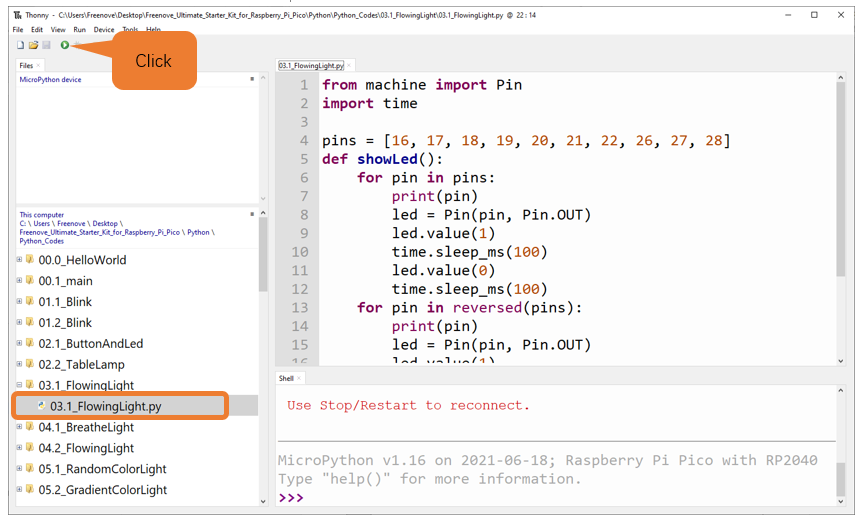 Thonny - C:\Users\Freenove\Desktop\Freenove_Ultimate_Starter_Kit_for_Raspberry_Pi_Pico\Python\Python_Codes\03.1_FlowingLight\03.1_FlowingLight.py @ 22 : 14
File Edit View Run Device Tools Help
Click
Files
MicroPython device
This computer
C: \ Users \ Freenove \ Desktop \
Freenove_Ultimate_Starter_Kit_for_Raspberry_Pi_Pico \ Python \
Python_Codes
00.0_HelloWorld
00.1_main
01.1_Blink
01.2_Blink
02.1_ButtonAndLed
02.2_TableLamp
03.1_FlowingLight
03.1_FlowingLight.py
04.1_BreatheLight
04.2_FlowingLight
05.1_RandomColorLight
05.2_GradientColorLight
03.1_FlowingLight.py
1 from machine import Pin
2 import time
3
4 pins = [16, 17, 18, 19, 20, 21, 22, 26, 27, 28]
5 def showLed():
6 for pin in pins:
7 print(pin)
8 led = Pin(pin, Pin.OUT)
9 led.value(1)
10 time.sleep_ms(100)
11 led.value(0)
12 time.sleep_ms(100)
13 for pin in reversed(pins):
14 print(pin)
15 led = Pin(pin, Pin.OUT)
16 led.value(1)
Shell
Use Stop/Restart to reconnect.
MicroPython v1.16 on 2021-06-18; Raspberry Pi Pico with RP2040
Type "help()" for more information.
>>>